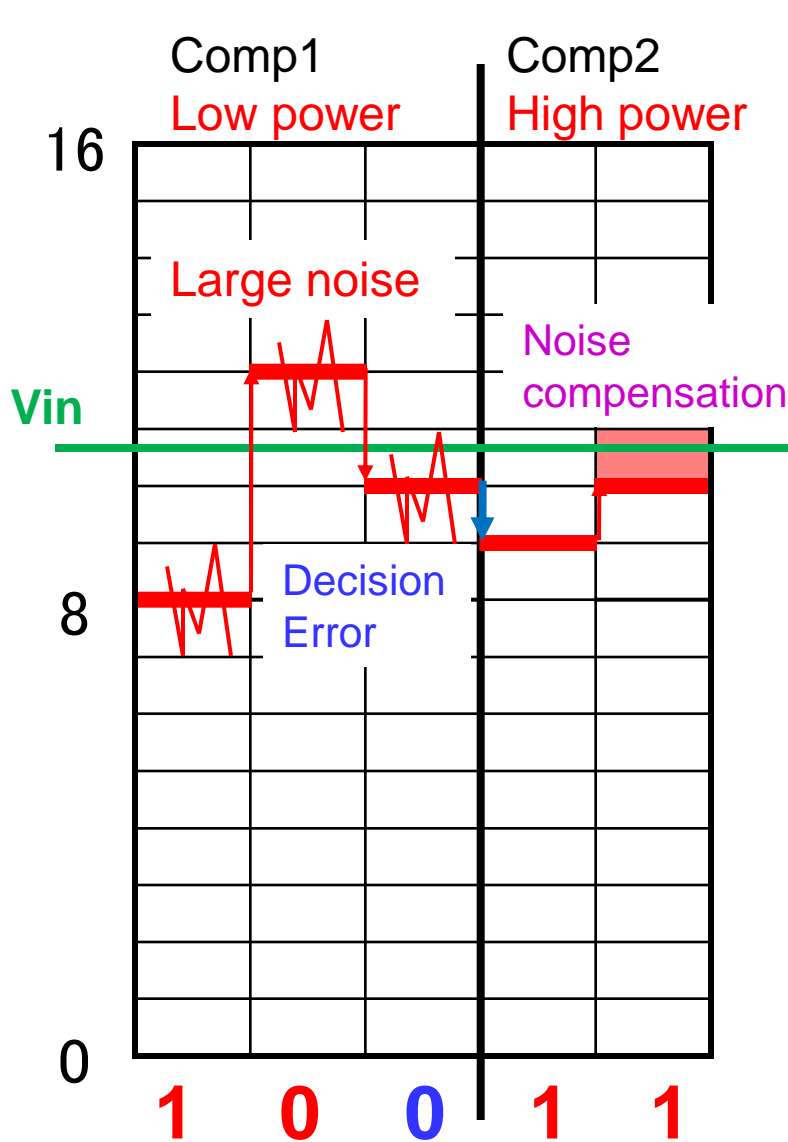 Comp1
Low power
Comp2
High power
16
Large noise
Noise
compensation
Vin
Decision
Error
8
0
1 0 0 1 1